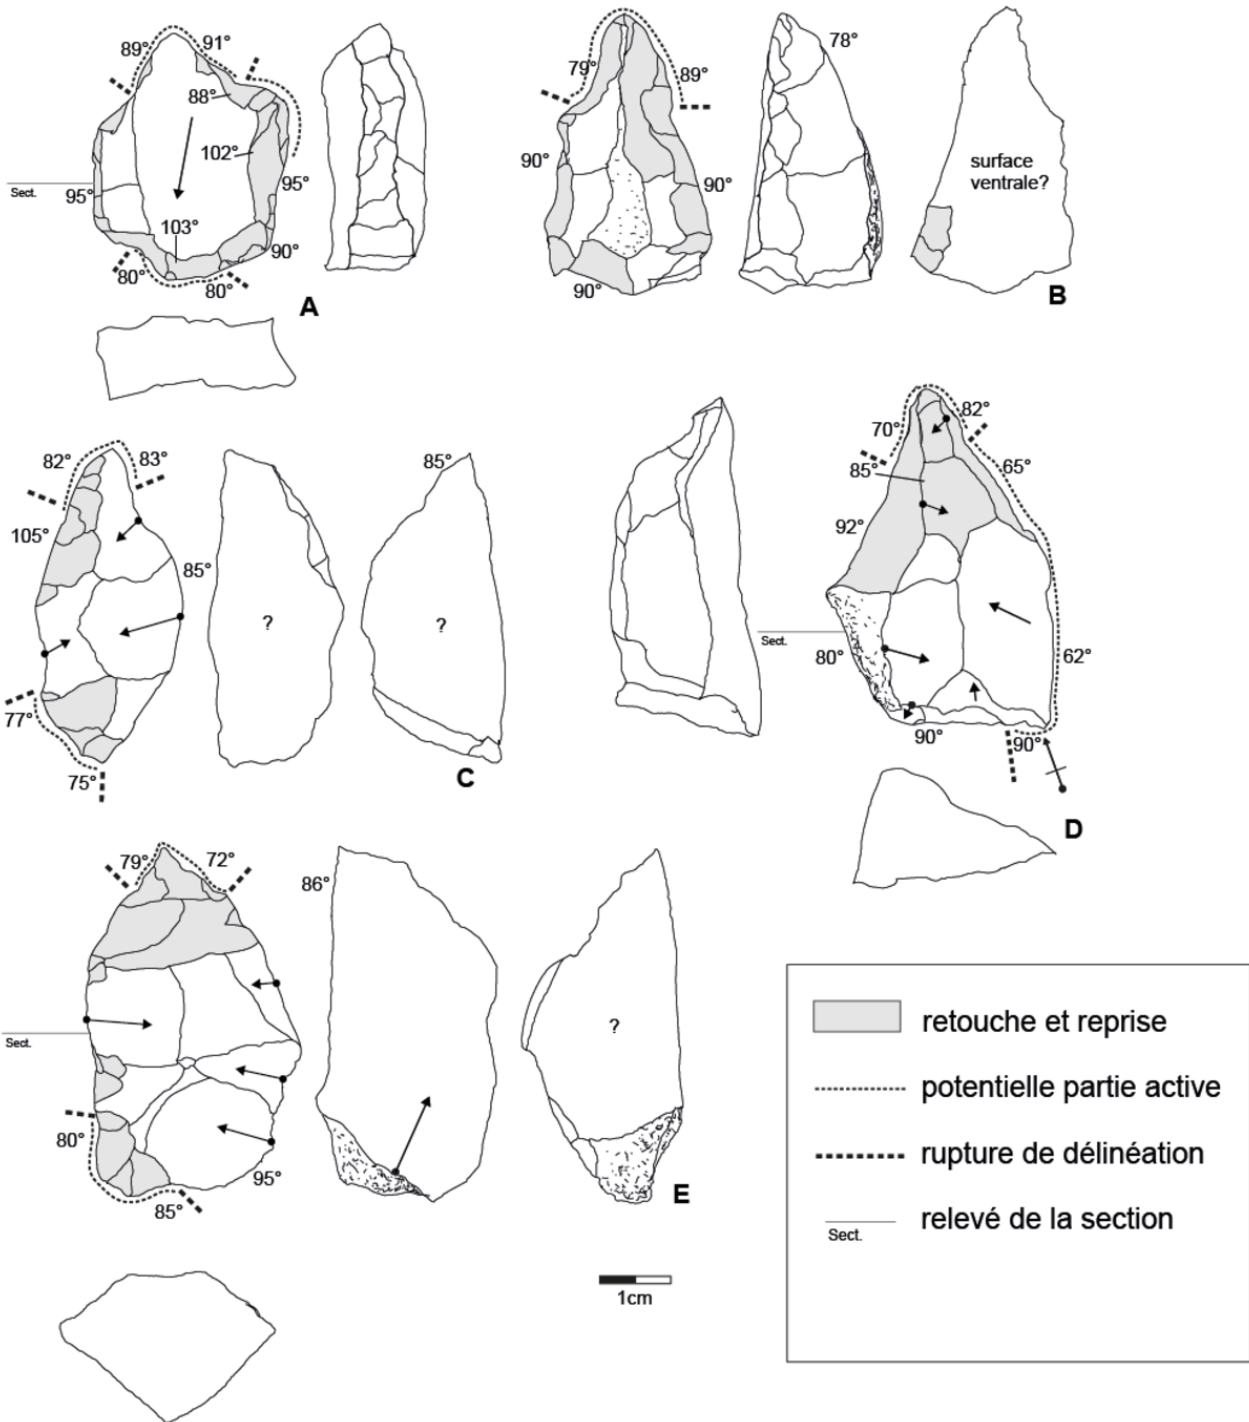 89°
91°
88°
102°
Sect.
95°
95°
103°
90°
80°
80°
A
79°
89°
78°
90°
90°
90°
surface
ventrale?
B
82°
83°
105°
85°
77°
75°
?
85°
?
C
70°
82°
85°
65°
92°
Sect.
80°
62°
90°
90°
D
79°
72°
86°
Sect.
80°
95°
85°
?
E
1cm
retouche et reprise
potentielle partie active
rupture de délinéation
relevé de la section
Sect.